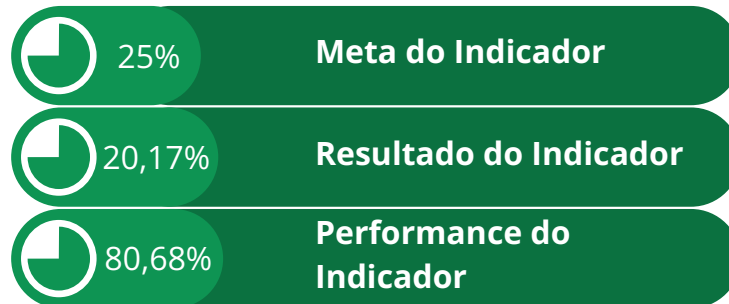 25%
Meta do Indicador
20,17%
Resultado do Indicador
80,68%
Performance do
Indicador